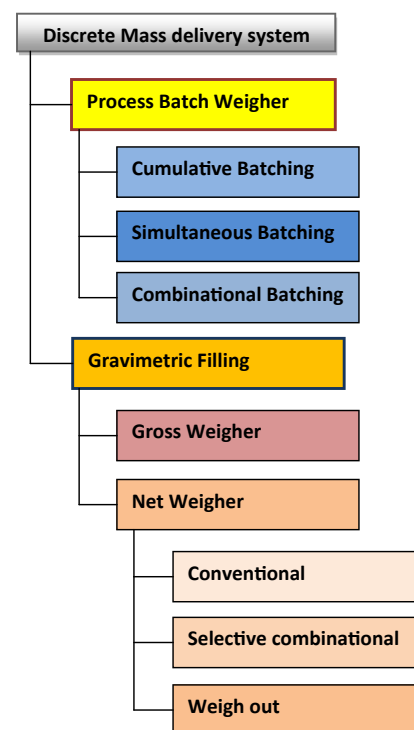 Discrete Mass delivery system
Process Batch Weigher
Cumulative Batching
Simultaneous Batching
Combinational Batching
Gravimetric Filling
Gross Weigher
Net Weigher
Conventional
Selective combinational
Weigh out